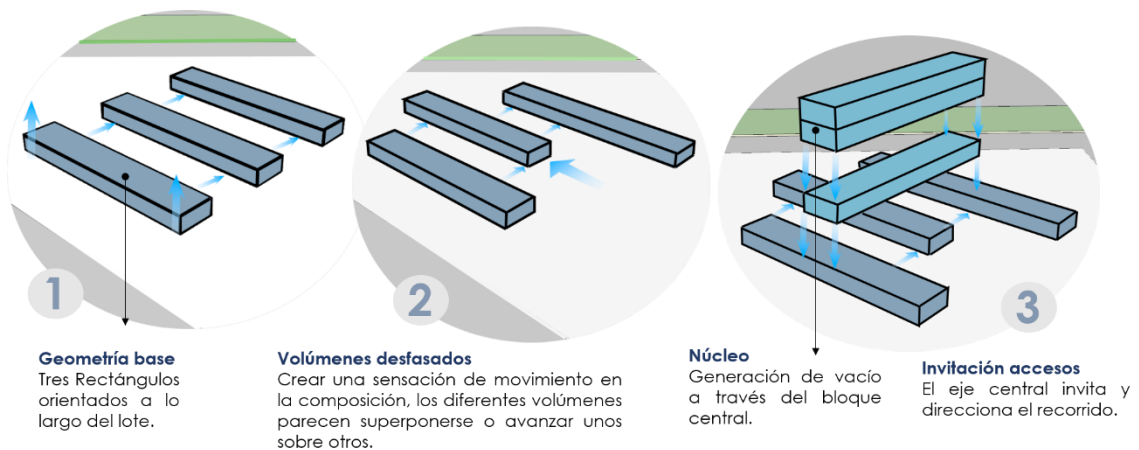 1
Geometría base
Tres Rectángulos
orientados a lo
largo del lote.
2
Volúmenes desfasados
Crear una sensación de movimiento en
la composición, los diferentes volúmenes
parecen superponerse o avanzar unos
sobre otros.
Núcleo
Generación de vacío
a través del bloque
central.
3
Invitación accesos
El eje central invita y
direcciona el recorrido.